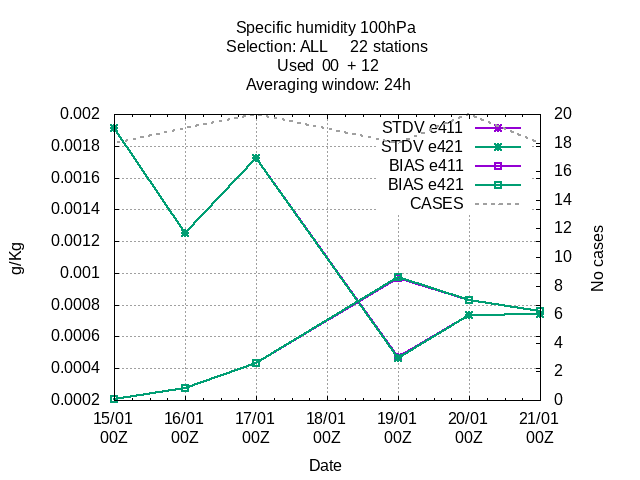 Specific humidity 100hPa
Selection: ALL     22 stations
Used  00  + 12
Averaging window: 24h
0.002
0.0018
0.0016
0.0014
0.0012
0.001
0.0008
0.0006
0.0004
0.0002
g/Kg
20
18
16
14
12
10
8
6
4
2
0
No cases
STDV e411
STDV e421
BIAS e411
BIAS e421
CASES
15/01 16/01 17/01 18/01 19/01 20/01 21/01
00Z 00Z 00Z 00Z 00Z 00Z 00Z
Date